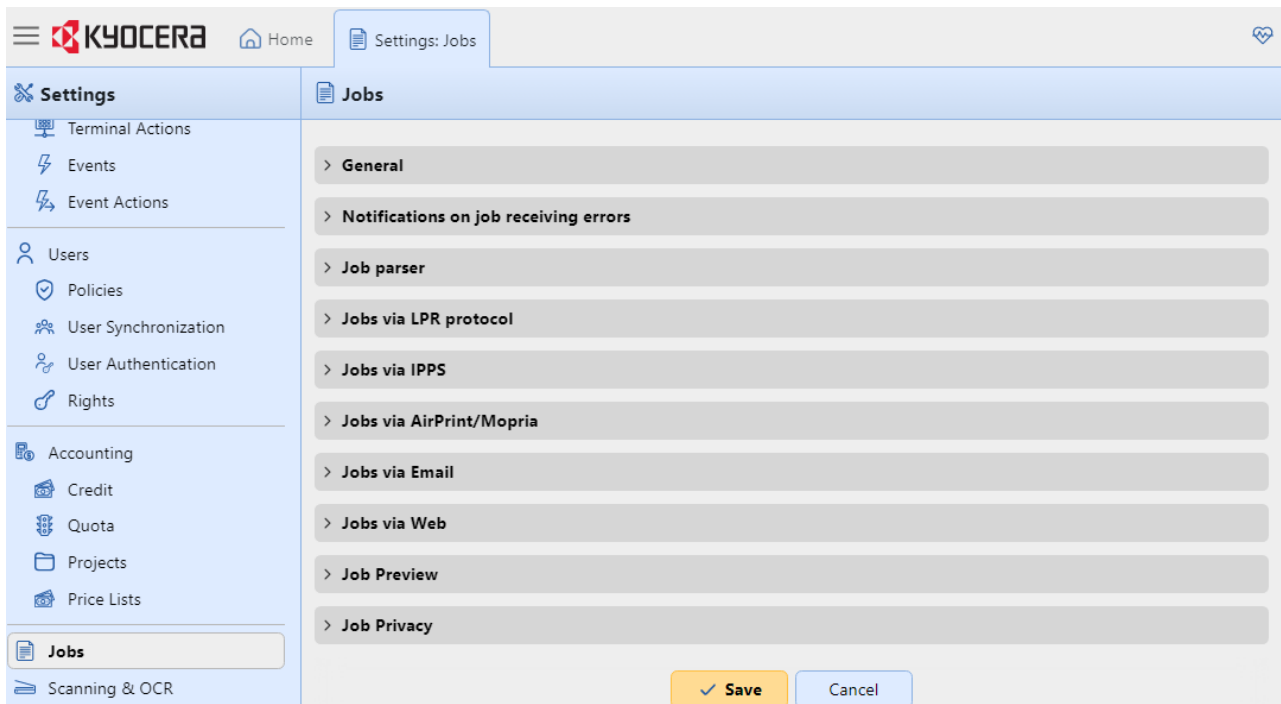 KYOCERA
Home
Settings: Jobs
Settings
Jobs
Terminal Actions
Events
Event Actions
Users
Policies
User Synchronization
User Authentication
Rights
Accounting
Credit
Quota
Projects
Price Lists
Jobs
Scanning & OCR
General
Notifications on job receiving errors
Job parser
Jobs via LPR protocol
Jobs via IPPS
Jobs via AirPrint/Mopria
Jobs via Email
Jobs via Web
Job Preview
Job Privacy
Save
Cancel